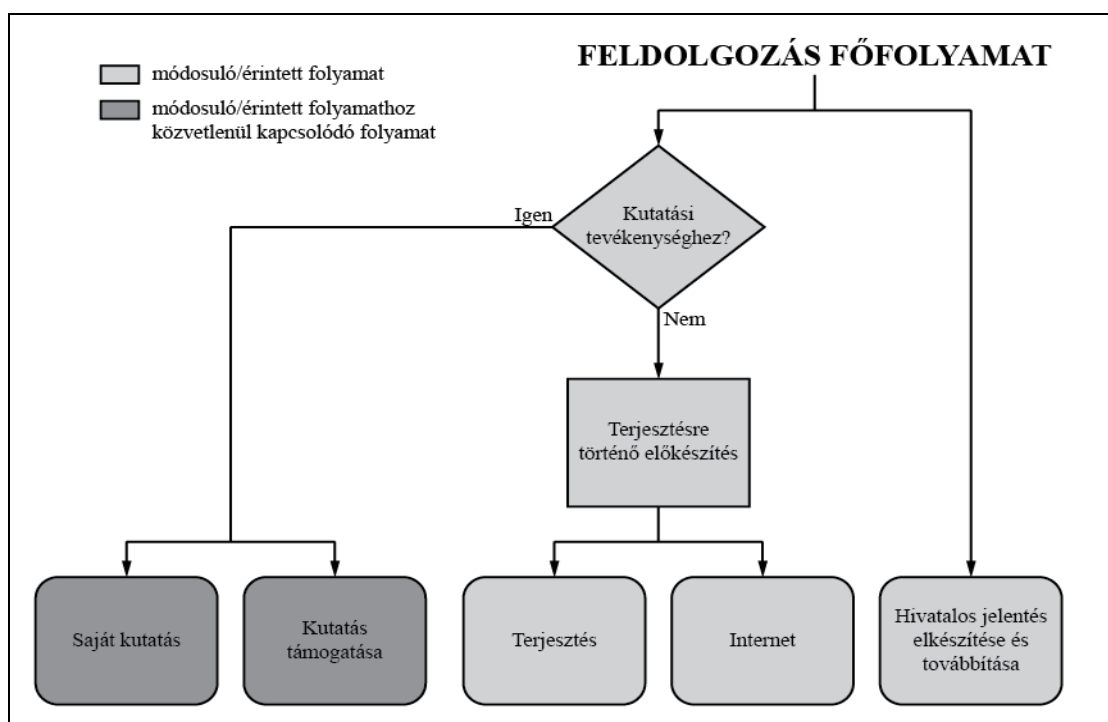 FELDOLGOZÁS FŐFOLYAMAT
módosuló/érintett folyamat
módosuló/érintett folyamathoz
közvetlenül kapcsolódó folyamat
Igen
Kutatási
tevékenységhez?
Nem
Terjesztésre
történő előkészítés
Saját kutatás
Kutatás
támogatása
Terjesztés
Internet
Hivatalos jelentés
elkészítése és
továbbítása